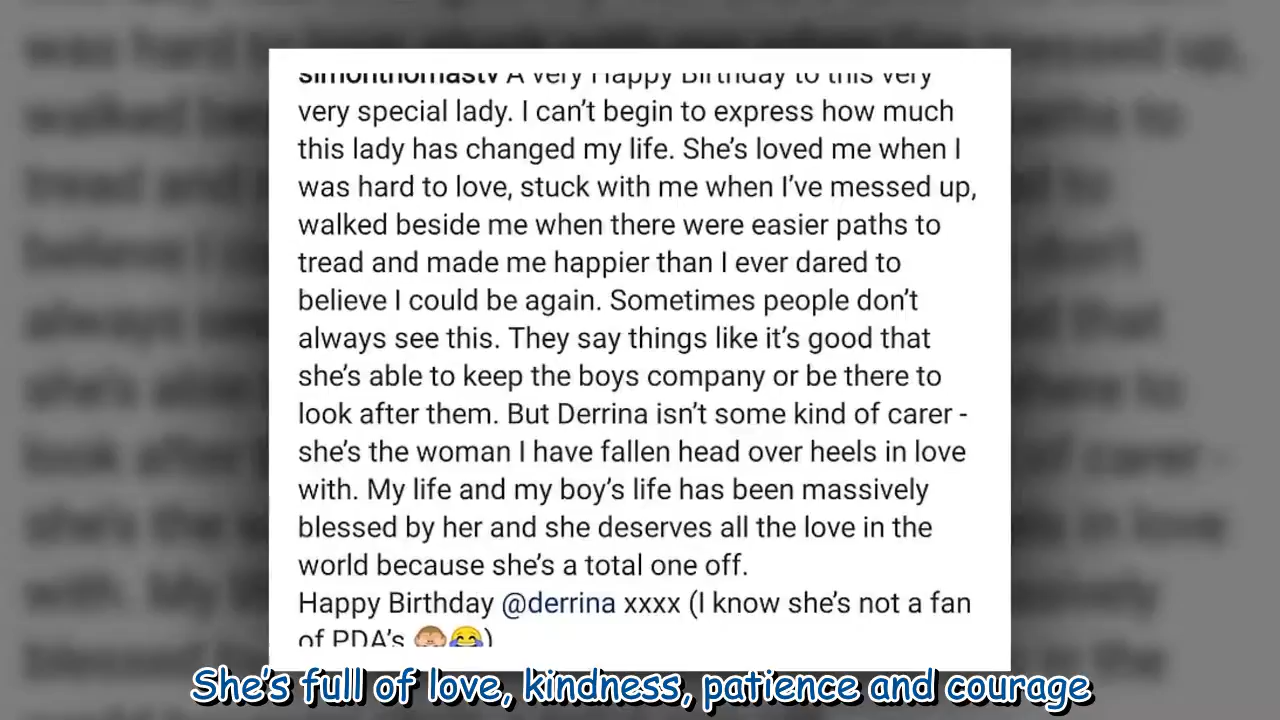 simonthomastv A very Happy Birthday to this very
very special lady. I can’t begin to express how much
this lady has changed my life. She’s loved me when I
was hard to love, stuck with me when I’ve messed up,
walked beside me when there were easier paths to
tread and made me happier than I ever dared to
believe I could be again. Sometimes people don’t
always see this. They say things like it’s good that
she’s able to keep the boys company or be there to
look after them. But Derrina isn’t some kind of carer -
she’s the woman I have fallen head over heels in love
with. My life and my boy’s life has been massively
blessed by her and she deserves all the love in the
world because she’s a total one off.
Happy Birthday @derrina xxxx (I know she’s not a fan
of PDA’s 🙈😂)
She’s full of love, kindness, patience and courage